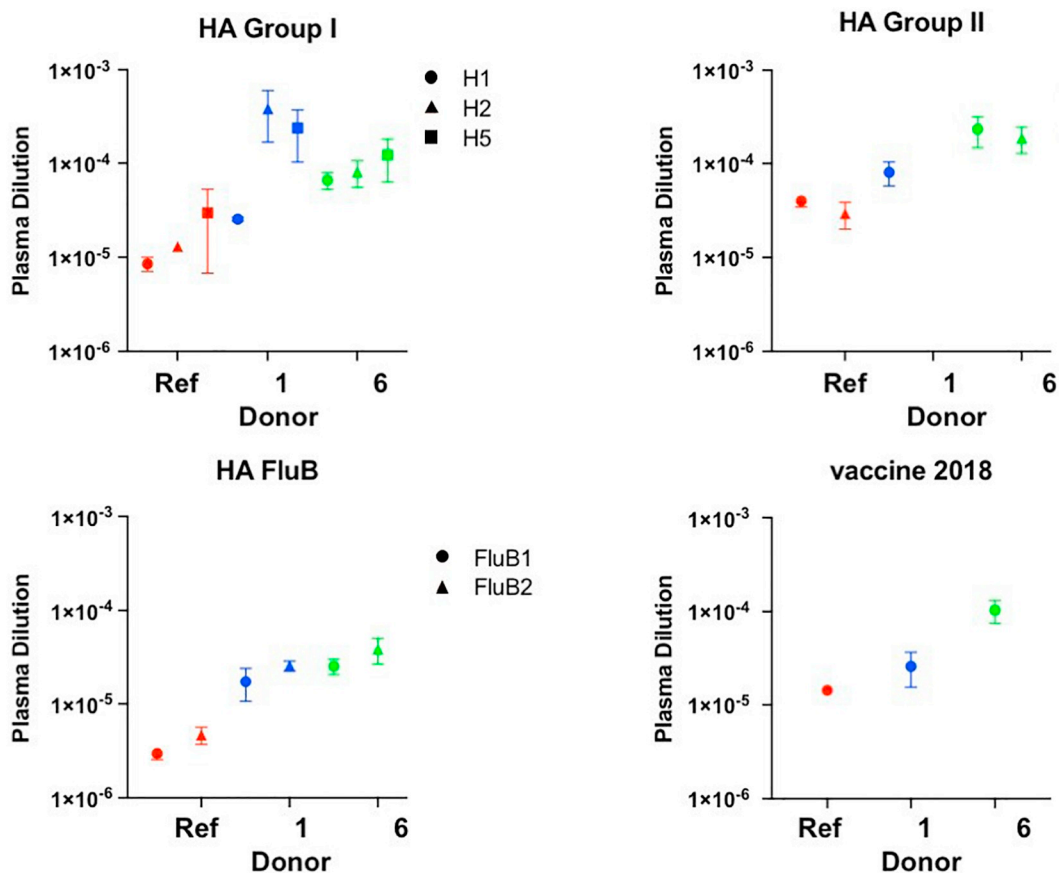 HA Group I
1×10⁻³
1×10⁻⁴
1×10⁻⁵
1×10⁻⁶
Plasma Dilution
Ref 1 6
Donor
H1
H2
H5
HA Group II
1×10⁻³
1×10⁻⁴
1×10⁻⁵
1×10⁻⁶
Plasma Dilution
Ref 1 6
Donor
HA FluB
1×10⁻³
1×10⁻⁴
1×10⁻⁵
1×10⁻⁶
Plasma Dilution
Ref 1 6
Donor
FluB1
FluB2
vaccine 2018
1×10⁻³
1×10⁻⁴
1×10⁻⁵
1×10⁻⁶
Plasma Dilution
Ref 1 6
Donor